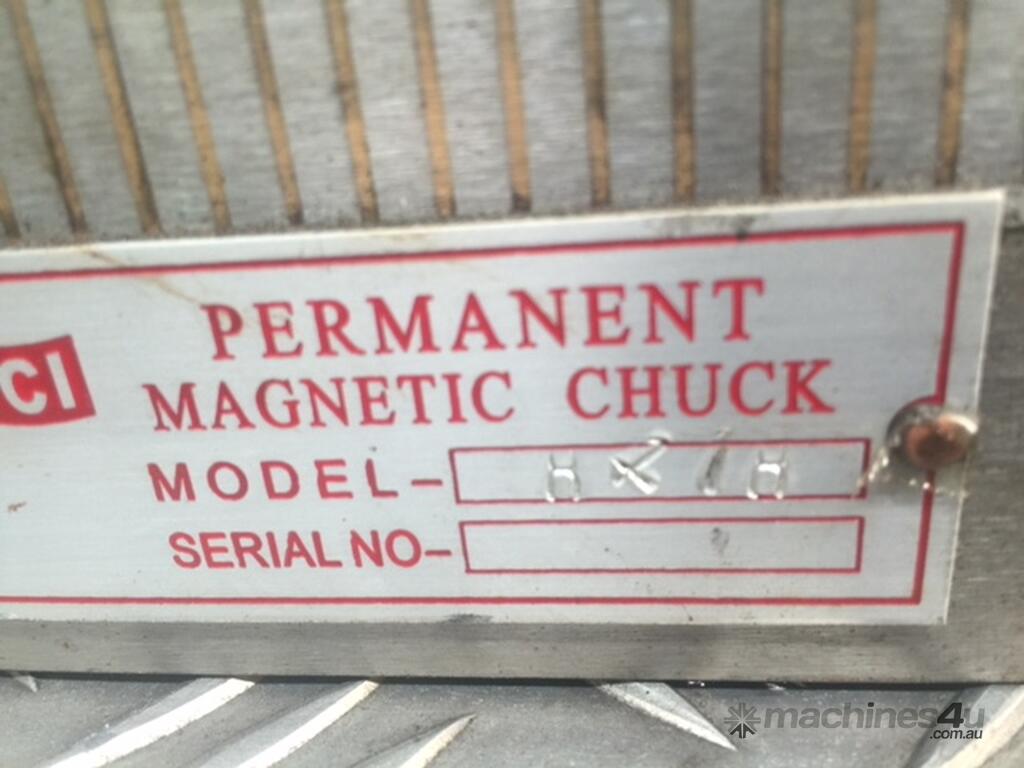 PERMANENT
CI
MAGNETIC CHUCK
MODEL-
SERIAL NO-
machines4u
.com.au